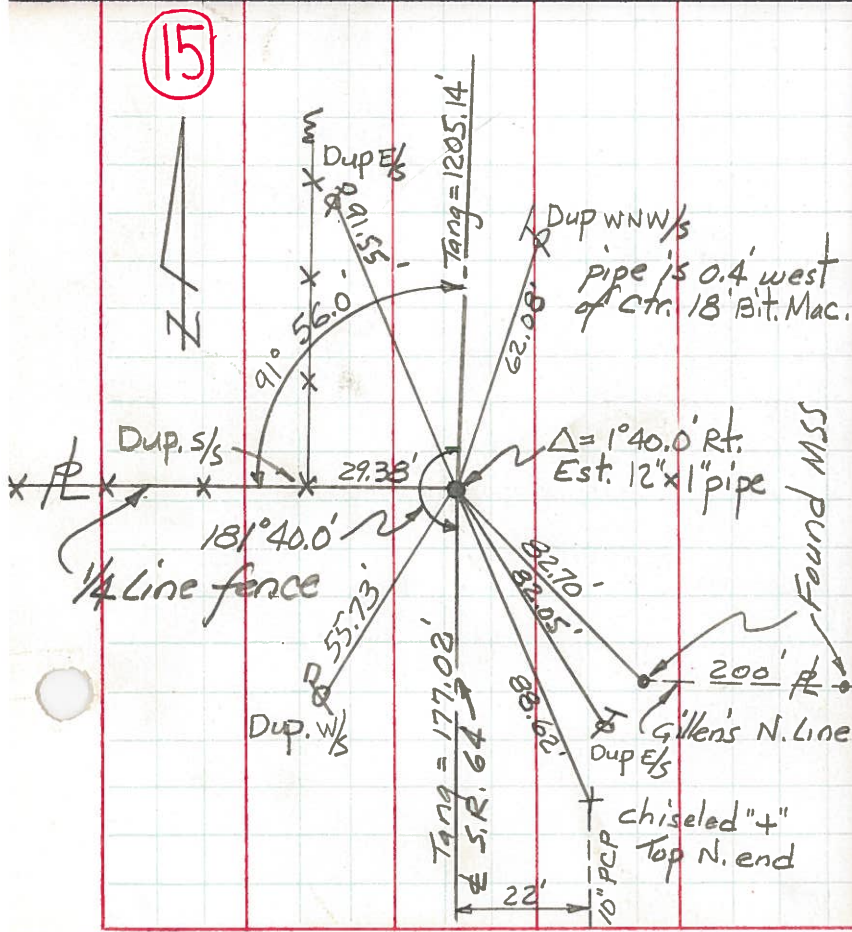 15
N
Dup E/s
91.55'
Tang = 1205.14'
Dup WNW/s
pipe is 0.4' west
of Ctr. 18' Bit. Mac.
62.08'
91° 56.0'
Dup. S/s
29.38'
Δ = 1°40.0' Rt.
Est. 12" x 1" pipe
℄
181°40.0'
1/4 Line fence
Found MSS
82.70'
82.05'
88.62'
55.73'
Dup. W/s
Tang = 177.02'
℄ S.R. 64
200' ℄
Gillen's N. Line
Dup E/s
chiseled "+"
Top N. end
10" PCP
22'